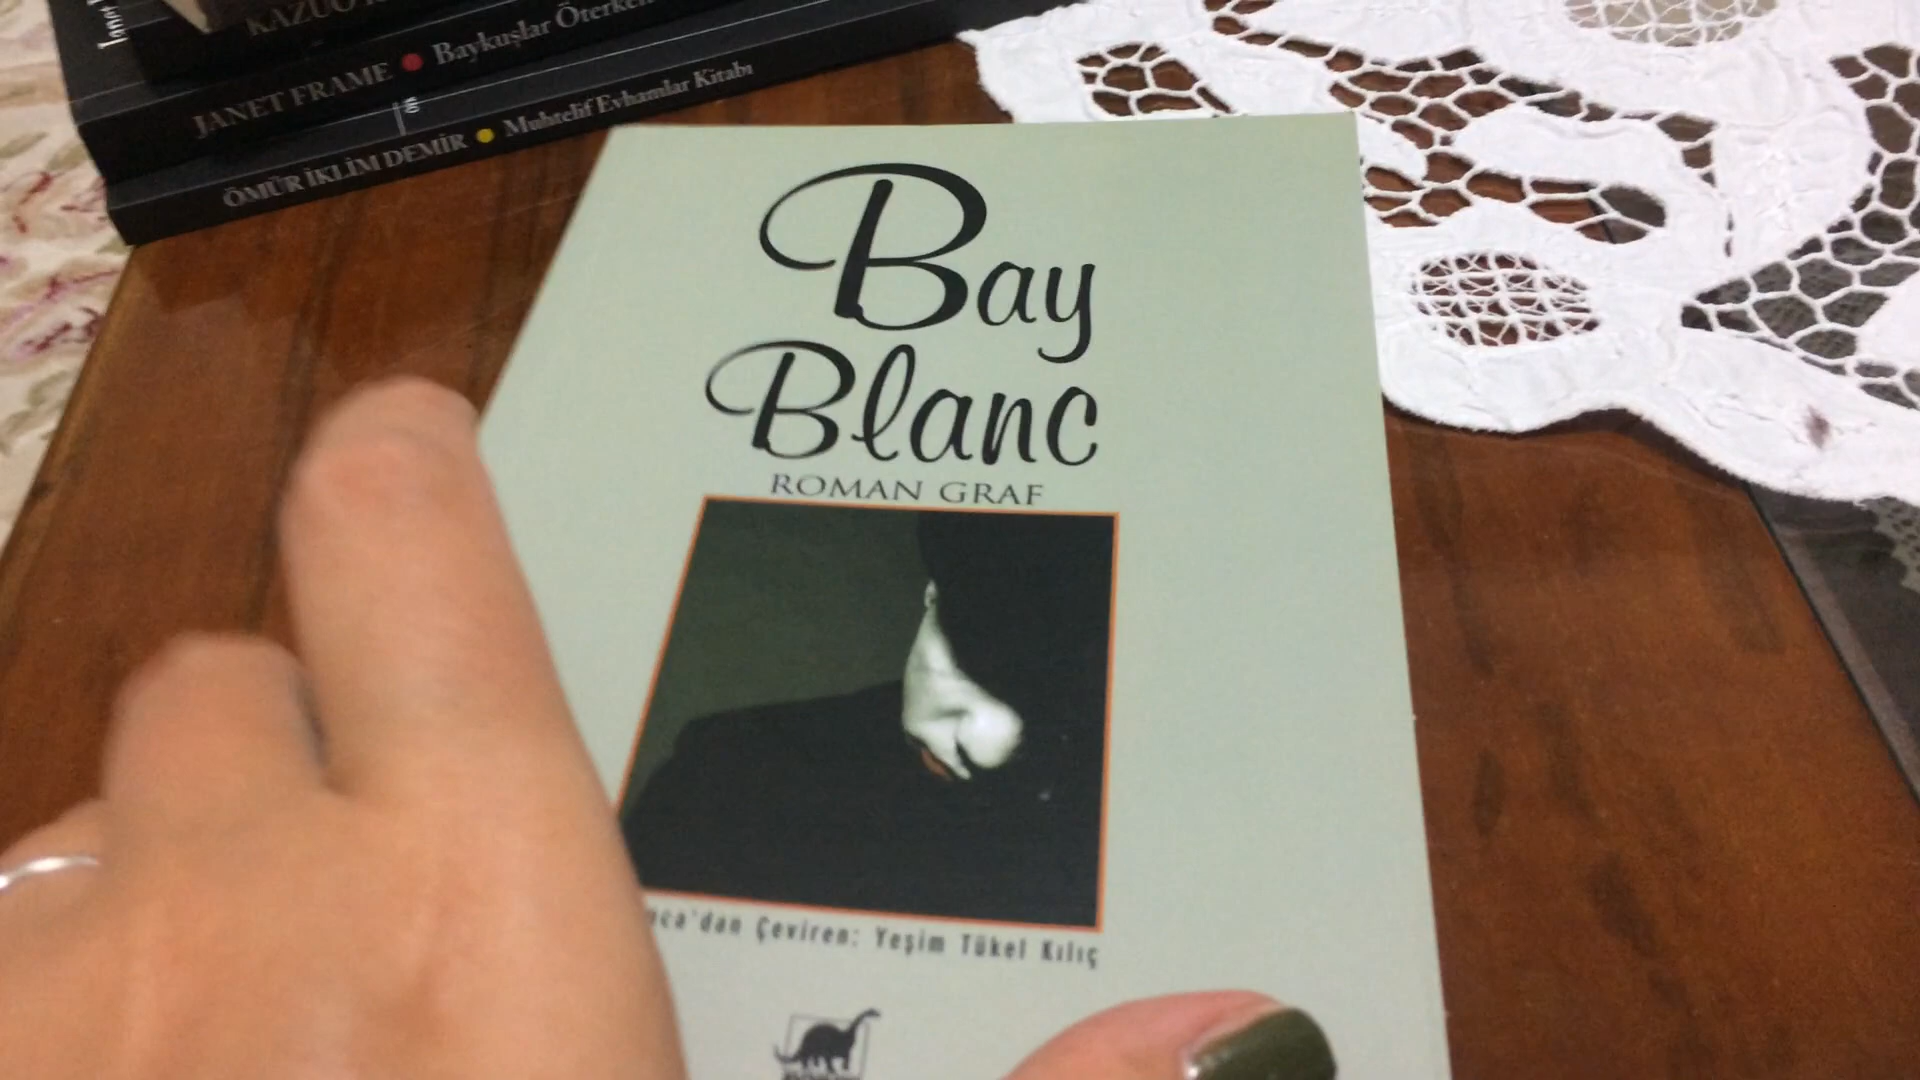 KAZUO
JANET FRAME • Baykuşlar Öterken
ÖMÜR İKLİM DEMİR • Muhtelif Evhamlar Kitabı
Bay
Blanc
ROMAN GRAF
Çeviren: Yeşim Tükel Kılıç